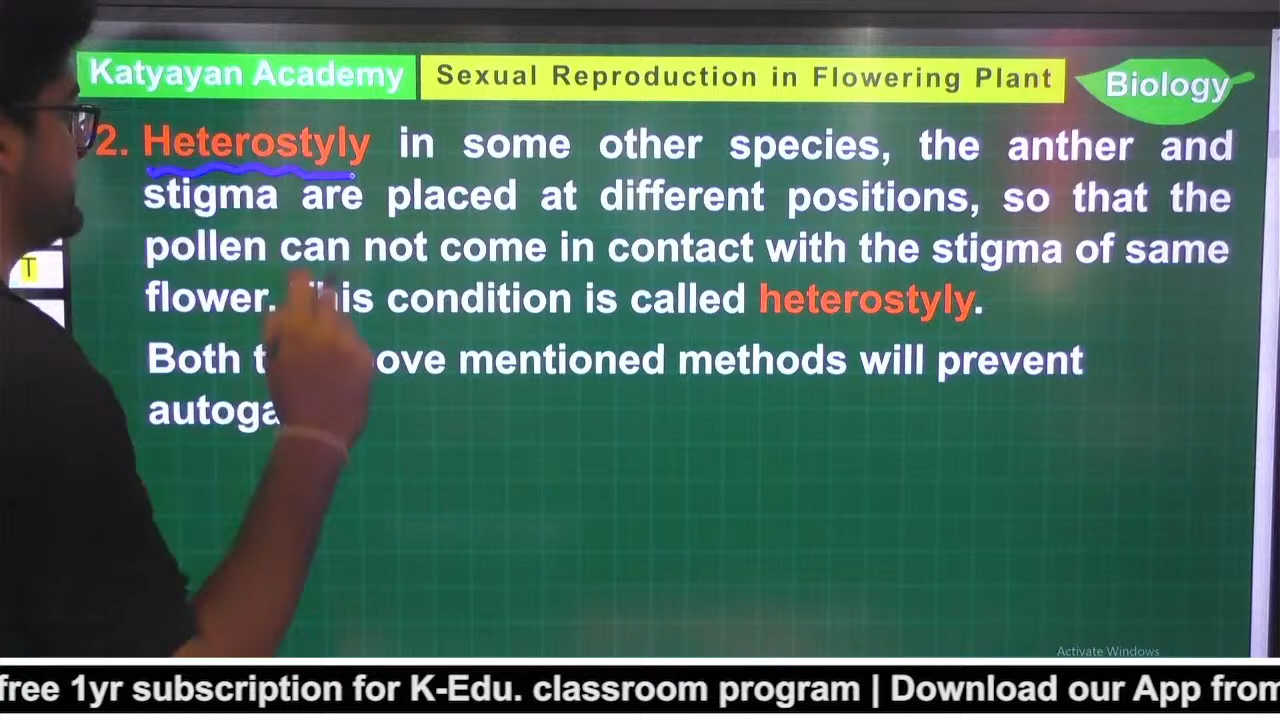 Katyayan Academy
Sexual Reproduction in Flowering Plant
Biology
2. Heterostyly in some other species, the anther and
stigma are placed at different positions, so that the
pollen can not come in contact with the stigma of same
flower. is condition is called heterostyly.
Both mentioned methods will prevent
T
Activate Windows
free 1yr subscription for K-Edu. classroom program | Download our App from